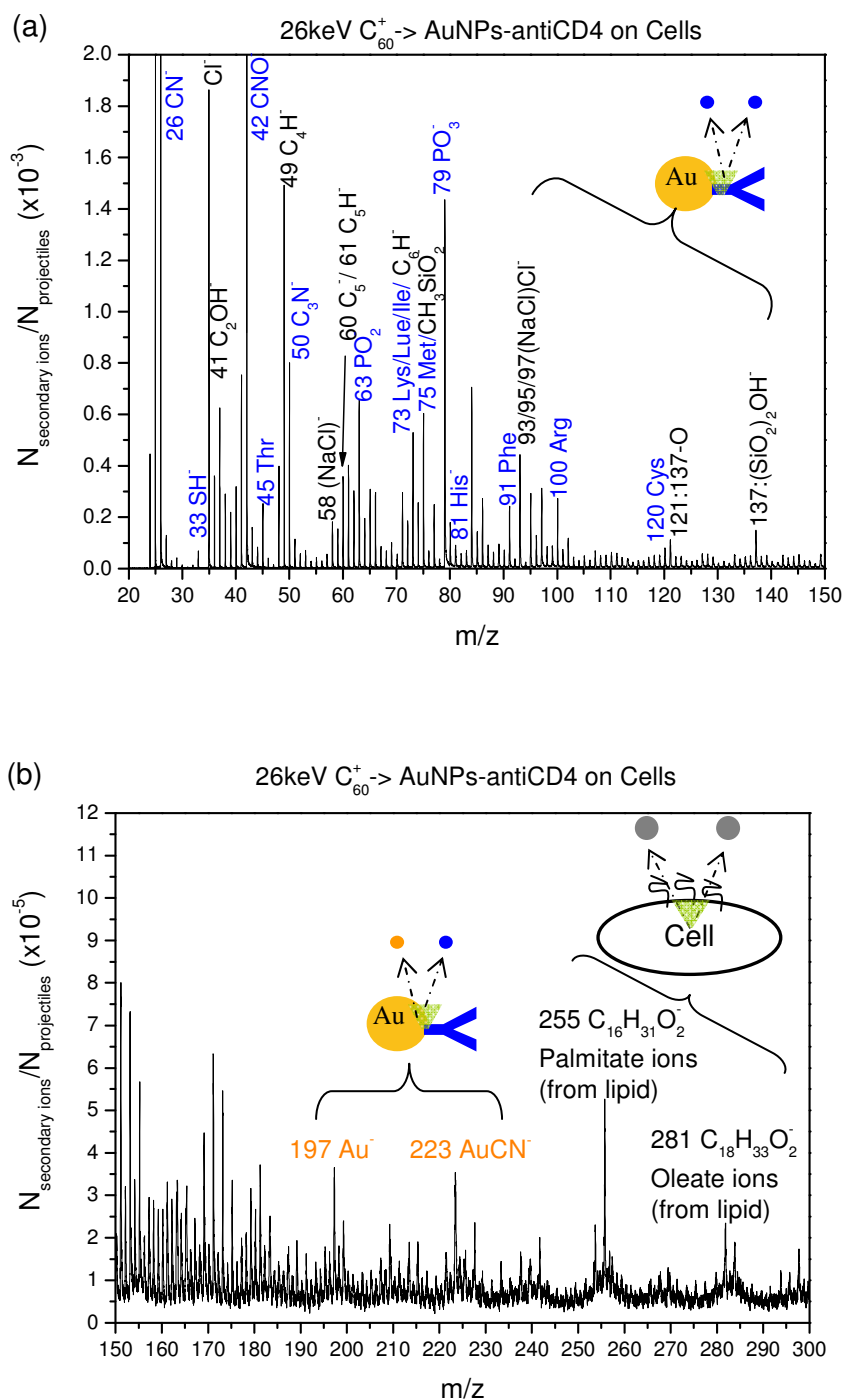 (a)
26keV C₆₀⁺-> AuNPs-antiCD4 on Cells
N_secondary ions/N_projectiles (x10⁻³)
2.0
1.8
1.6
1.4
1.2
1.0
0.8
0.6
0.4
0.2
0.0
26 CN⁻
Cl⁻
42 CNO⁻
49 C₄H⁻
79 PO₃⁻
Au
41 C₂OH⁻
50 C₃N⁻
60 C₅⁻/ 61 C₅H⁻
63 PO₂⁻
73 Lys/Lue/Ile/ C₆H⁻
75 Met/CH₃SiO₂⁻
93/95/97(NaCl)Cl⁻
33 SH⁻
45 Thr
58 (NaCl)⁻
81 His⁻
91 Phe
100 Arg
120 Cys
121:137-O
137:(SiO₂)₂OH⁻
20 30 40 50 60 70 80 90 100 110 120 130 140 150
m/z
(b)
26keV C₆₀⁺-> AuNPs-antiCD4 on Cells
N_secondary ions/N_projectiles (x10⁻⁵)
12
11
10
9
8
7
6
5
4
3
2
1
0
Cell
Au
255 C₁₆H₃₁O₂⁻
Palmitate ions
(from lipid)
197 Au⁻ 223 AuCN⁻
281 C₁₈H₃₃O₂⁻
Oleate ions
(from lipid)
150 160 170 180 190 200 210 220 230 240 250 260 270 280 290 300
m/z